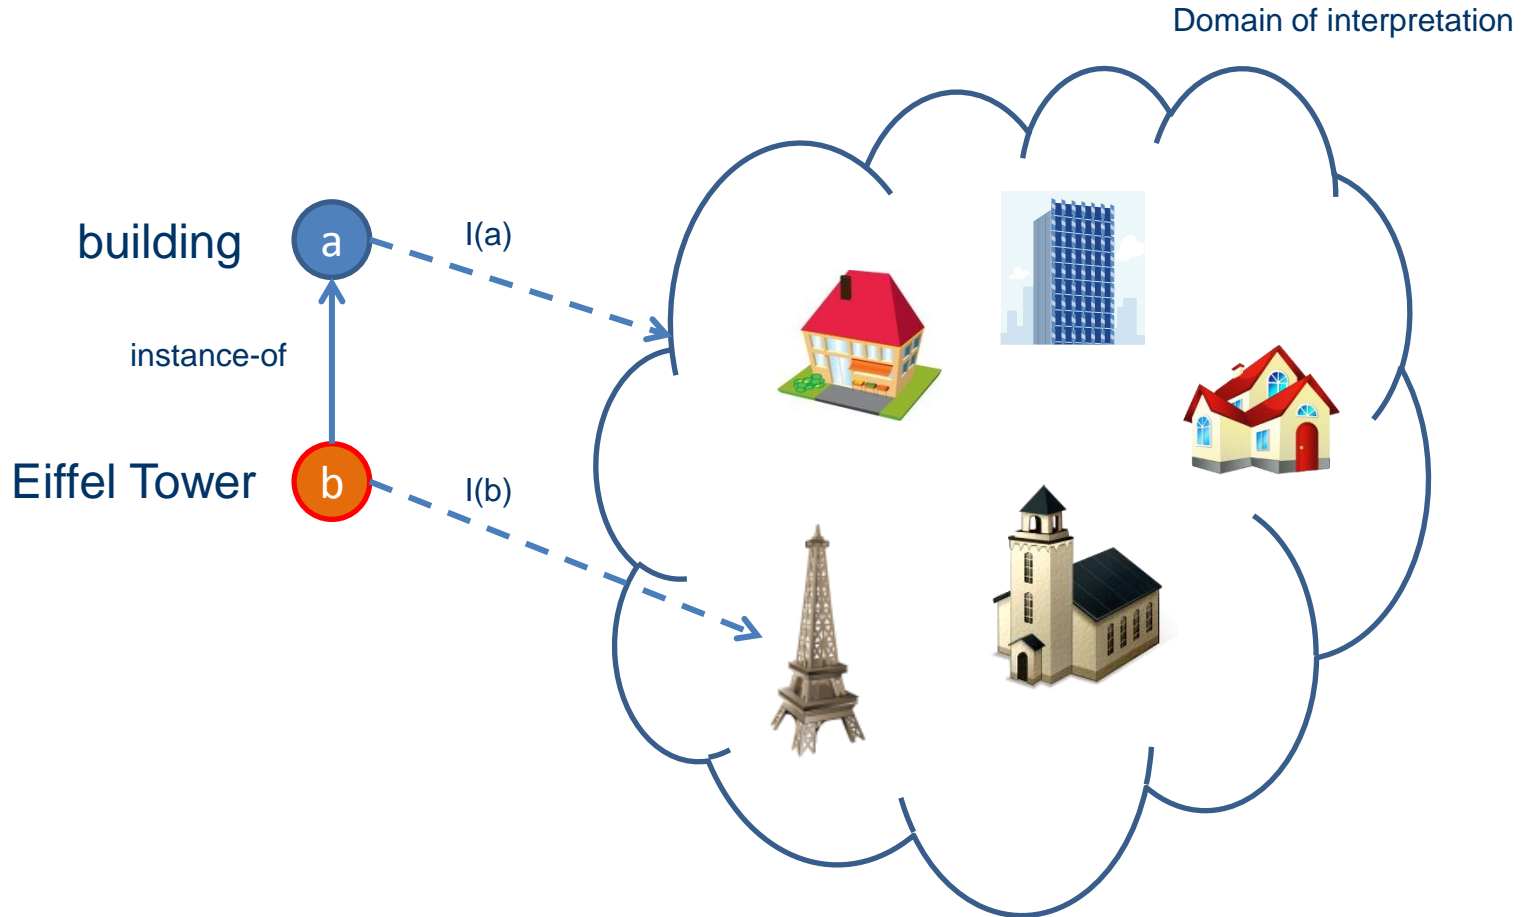 Domain of interpretation
building
a
I(a)
instance-of
Eiffel Tower
b
I(b)